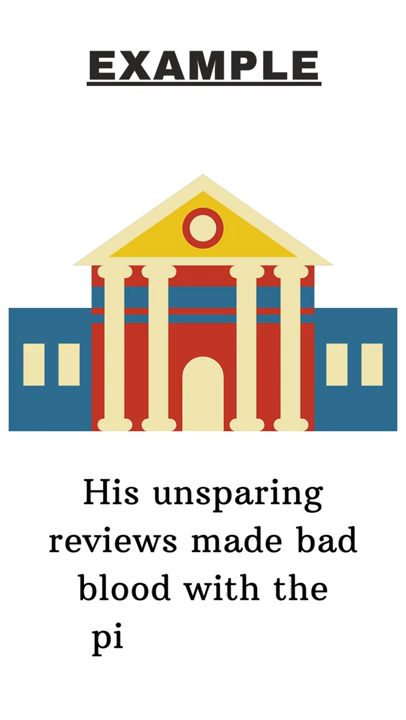 EXAMPLE
His unsparing
reviews made bad
blood with the
pi